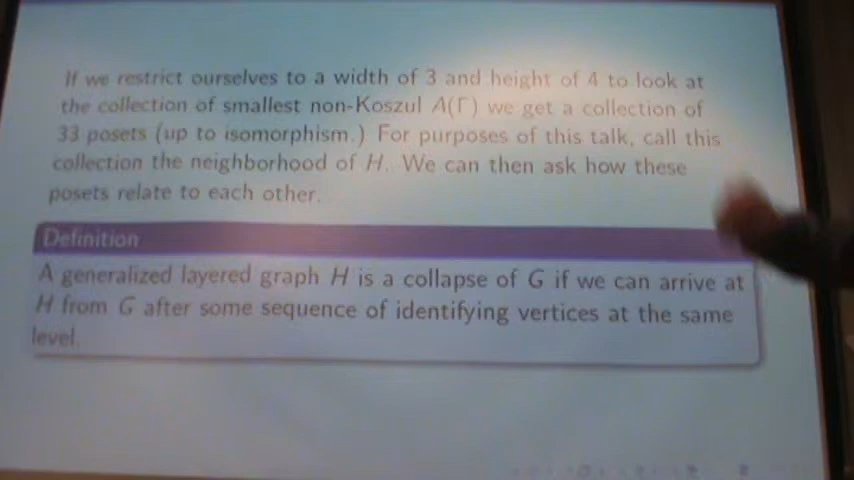 If we restrict ourselves to a width of 3 and height of 4 to look at
the collection of smallest non-Koszul A(Γ) we get a collection of
33 posets (up to isomorphism.) For purposes of this talk, call this
collection the neighborhood of H. We can then ask how these
posets relate to each other.
Definition
A generalized layered graph H is a collapse of G if we can arrive at
H from G after some sequence of identifying vertices at the same
level.